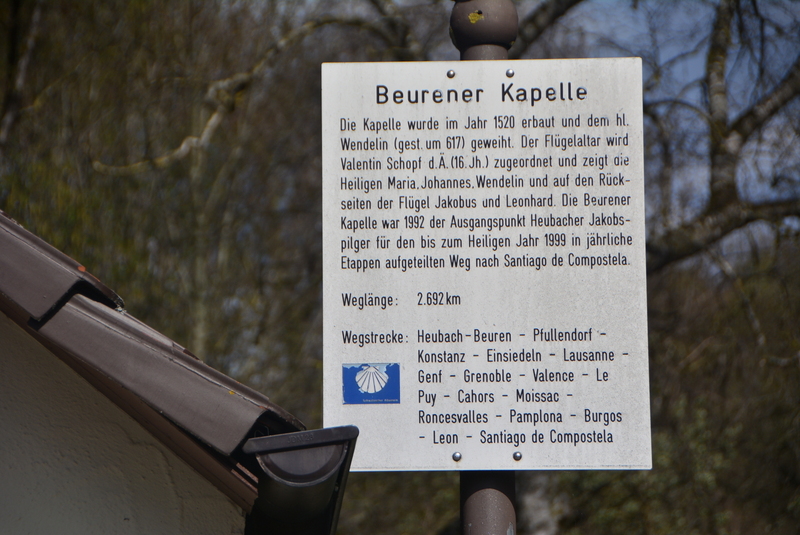 Beurener Kapelle
Die Kapelle wurde im Jahr 1520 erbaut und dem hl.
Wendelin (gest. um 617) geweiht. Der Flügelaltar wird
Valentin Schopf d.Ä. (16. Jh.) zugeordnet und zeigt die
Heiligen Maria, Johannes, Wendelin und auf den Rück-
seiten der Flügel Jakobus und Leonhard. Die Beurener
Kapelle war 1992 der Ausgangspunkt Heubacher Jakobs-
pilger für den bis zum Heiligen Jahr 1999 in jährliche
Etappen aufgeteilten Weg nach Santiago de Compostela.
Weglänge: 2.692 km
Wegstrecke: Heubach-Beuren - Pfullendorf -
Konstanz - Einsiedeln - Lausanne -
Genf - Grenoble - Valence - Le
Puy - Cahors - Moissac -
Roncesvalles - Pamplona - Burgos
- Leon - Santiago de Compostela